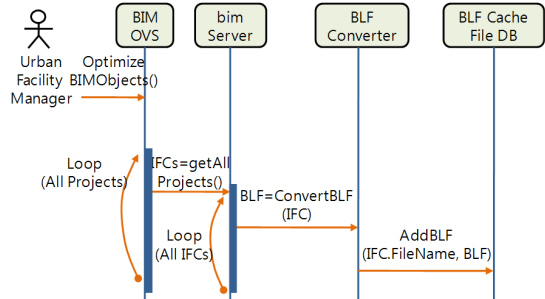 BIM
OVS
bim
Server
BLF
Converter
BLF Cache
File DB
Urban
Facility
Manager
Optimize
BIMObjects()
Loop
(All Projects)
IFCs=getAll
Projects()
BLF=ConvertBLF
(IFC)
Loop
(All IFCs)
AddBLF
(IFC.FileName, BLF)